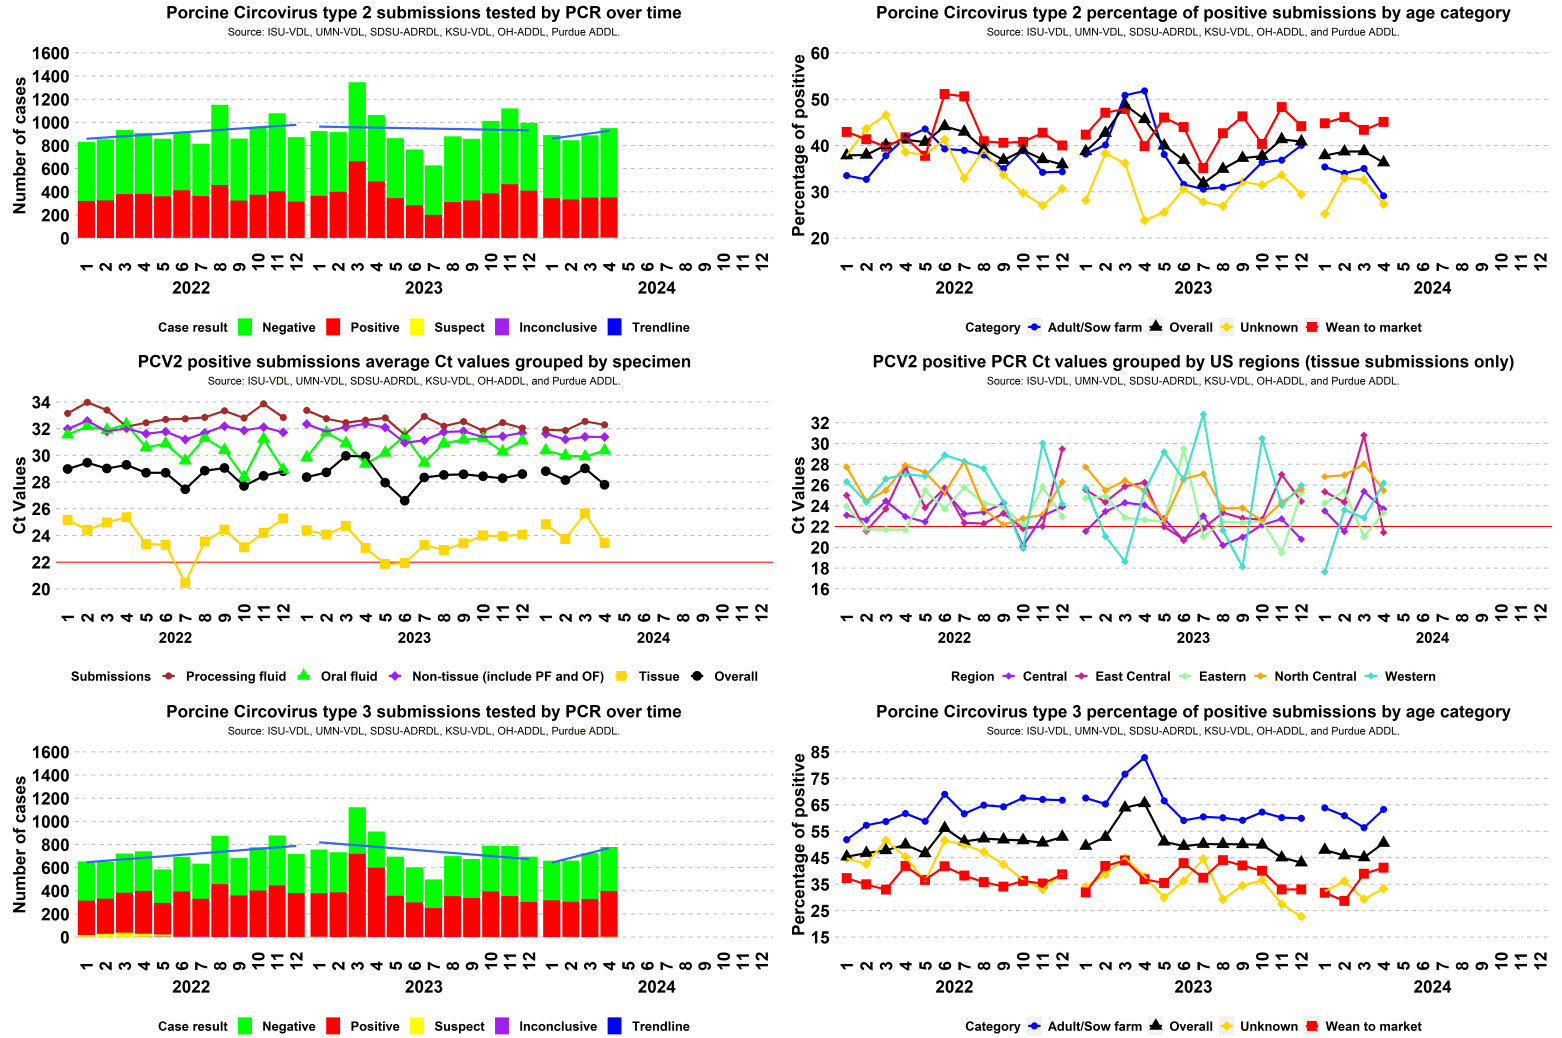 Porcine Circovirus type 2 submissions tested by PCR over time
Source: ISU-VDL, UMN-VDL, SDSU-ADRDL, KSU-VDL, OH-ADDL, Purdue ADDL.
Number of cases
1600
1400
1200
1000
800
600
400
200
0
1 2 3 4 5 6 7 8 9 10 11 12 1 2 3 4 5 6 7 8 9 10 11 12 1 2 3 4 5 6 7 8 9 10 11 12
2022 2023 2024
Case result Negative Positive Suspect Inconclusive Trendline
Porcine Circovirus type 2 percentage of positive submissions by age category
Source: ISU-VDL, UMN-VDL, SDSU-ADRDL, KSU-VDL, OH-ADDL, and Purdue ADDL.
Percentage of positive
60
50
40
30
20
1 2 3 4 5 6 7 8 9 10 11 12 1 2 3 4 5 6 7 8 9 10 11 12 1 2 3 4 5 6 7 8 9 10 11 12
2022 2023 2024
Category Adult/Sow farm Overall Unknown Wean to market
PCV2 positive submissions average Ct values grouped by specimen
Source: ISU-VDL, UMN-VDL, SDSU-ADRDL, KSU-VDL, OH-ADDL, and Purdue ADDL.
Ct Values
34
32
30
28
26
24
22
20
1 2 3 4 5 6 7 8 9 10 11 12 1 2 3 4 5 6 7 8 9 10 11 12 1 2 3 4 5 6 7 8 9 10 11 12
2022 2023 2024
Submissions Processing fluid Oral fluid Non-tissue (include PF and OF) Tissue Overall
PCV2 positive PCR Ct values grouped by US regions (tissue submissions only)
Source: ISU-VDL, UMN-VDL, SDSU-ADRDL, KSU-VDL, OH-ADDL, and Purdue ADDL.
Ct Values
32
30
28
26
24
22
20
18
16
1 2 3 4 5 6 7 8 9 10 11 12 1 2 3 4 5 6 7 8 9 10 11 12 1 2 3 4 5 6 7 8 9 10 11 12
2022 2023 2024
Region Central East Central Eastern North Central Western
Porcine Circovirus type 3 submissions tested by PCR over time
Source: ISU-VDL, UMN-VDL, SDSU-ADRDL, KSU-VDL, OH-ADDL, Purdue ADDL.
Number of cases
1600
1400
1200
1000
800
600
400
200
0
1 2 3 4 5 6 7 8 9 10 11 12 1 2 3 4 5 6 7 8 9 10 11 12 1 2 3 4 5 6 7 8 9 10 11 12
2022 2023 2024
Case result Negative Positive Suspect Inconclusive Trendline
Porcine Circovirus type 3 percentage of positive submissions by age category
Source: ISU-VDL, UMN-VDL, SDSU-ADRDL, KSU-VDL, OH-ADDL, and Purdue ADDL.
Percentage of positive
85
75
65
55
45
35
25
15
1 2 3 4 5 6 7 8 9 10 11 12 1 2 3 4 5 6 7 8 9 10 11 12 1 2 3 4 5 6 7 8 9 10 11 12
2022 2023 2024
Category Adult/Sow farm Overall Unknown Wean to market